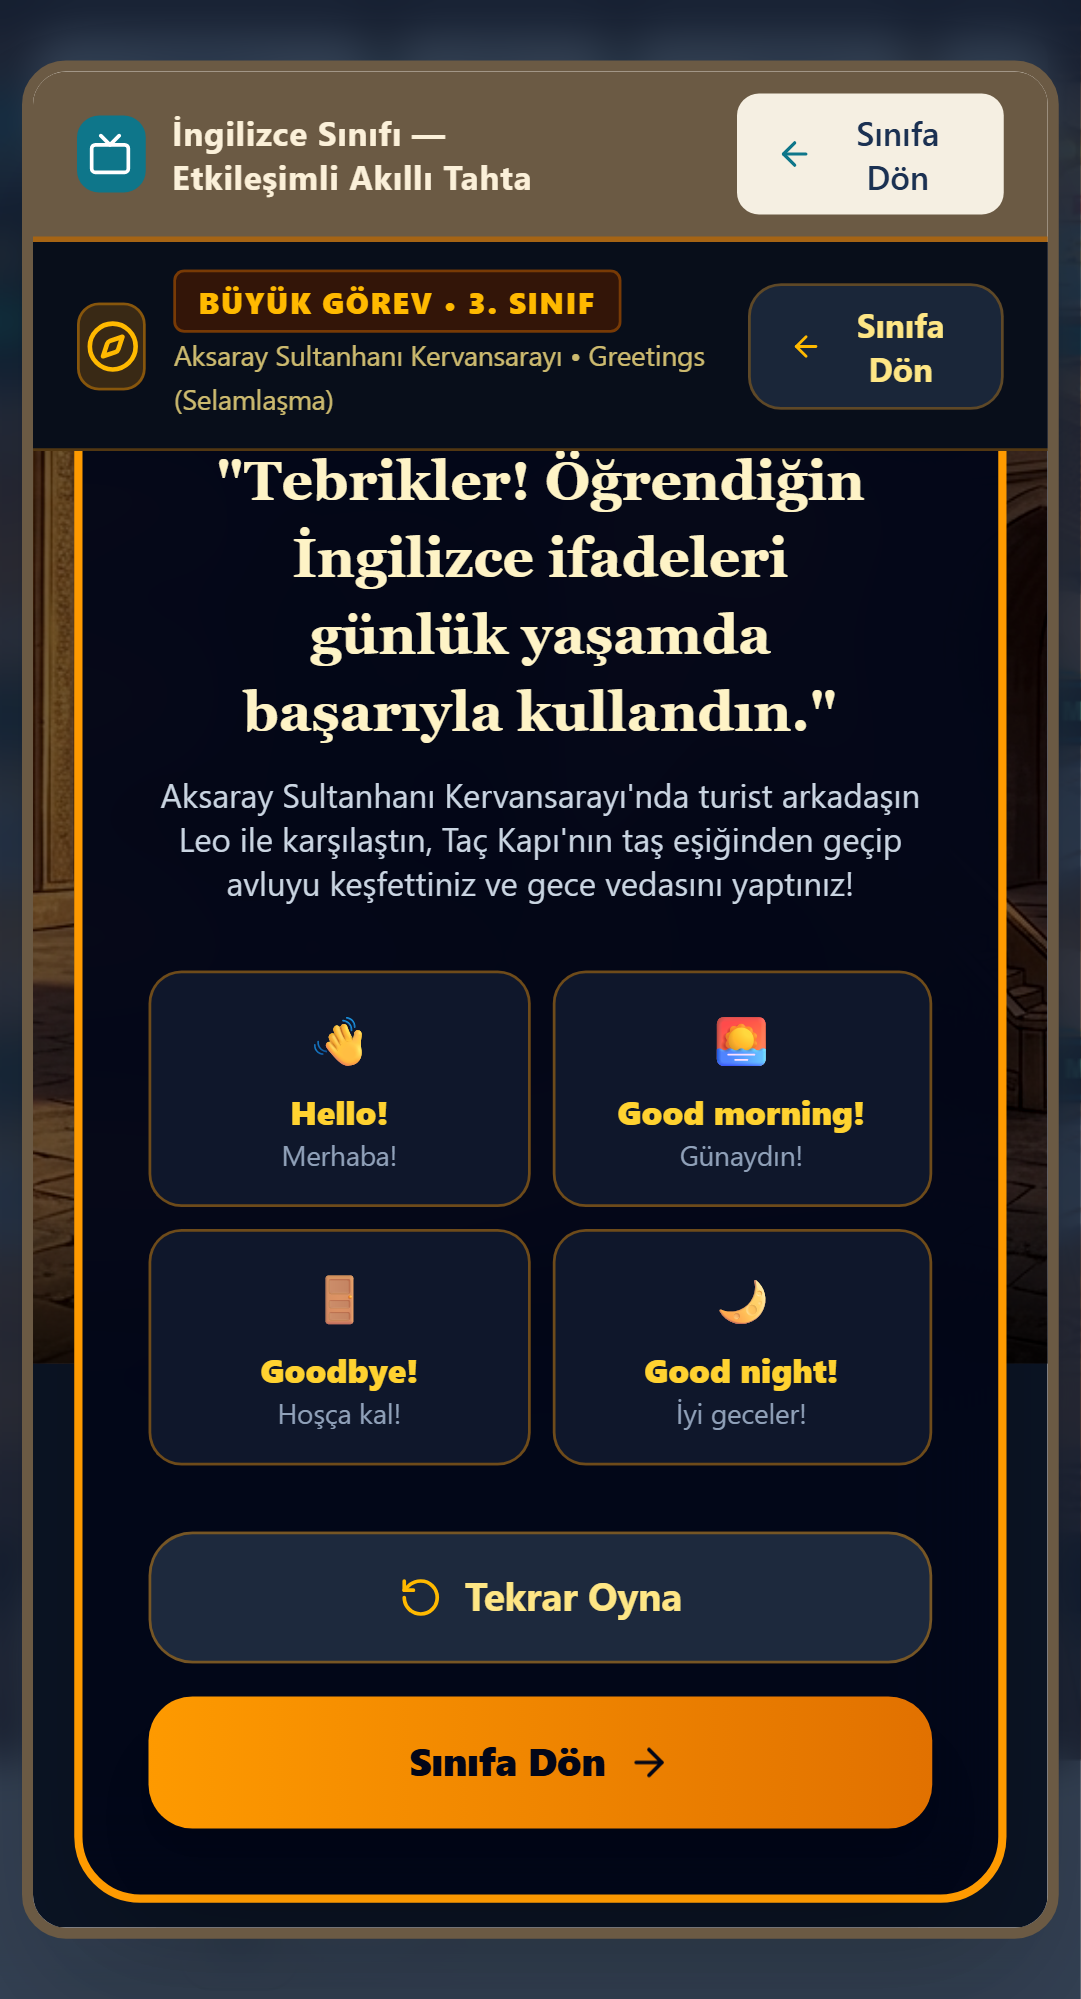 İngilizce Sınıfı —
Etkileşimli Akıllı Tahta
Sınıfa
Dön
BÜYÜK GÖREV • 3. SINIF
Aksaray Sultanhanı Kervansarayı • Greetings
(Selamlaşma)
Sınıfa
Dön
"Tebrikler! Öğrendiğin
İngilizce ifadeleri
günlük yaşamda
başarıyla kullandın."
Aksaray Sultanhanı Kervansarayı'nda turist arkadaşın
Leo ile karşılaştın, Taç Kapı'nın taş eşiğinden geçip
avluyu keşfettiniz ve gece vedasını yaptınız!
Hello!
Merhaba!
Good morning!
Günaydın!
Goodbye!
Hoşça kal!
Good night!
İyi geceler!
Tekrar Oyna
Sınıfa Dön